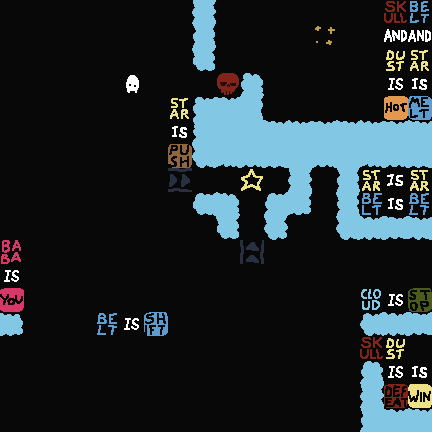 SKULL BELT
AND AND
DUST STAR
IS IS
HOT MELT
STAR
IS
PUSH
STAR IS STAR
BELT IS BELT
BABA
IS
YOU
CLOUD IS STOP
BELT IS SHIFT
SKULL DUST
IS IS
DEFEAT WIN